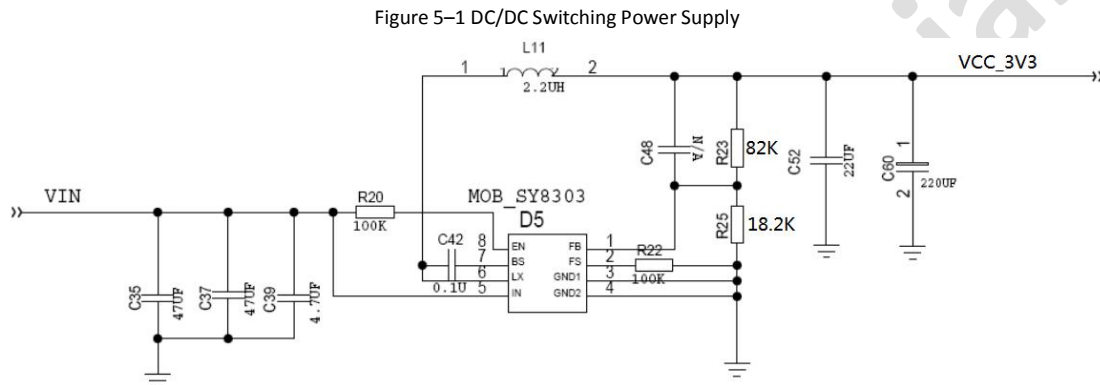 Figure 5–1 DC/DC Switching Power Supply
L11
1 2
2.2UH
VCC_3V3
C48
N/A
R23
82K
C52
22UF
C60
1
2
220UF
VIN
R20
100K
MOB_SY8303
D5
R25
18.2K
C42
0.1U
8 EN FB 1
7 BS FS 2
6 LX GND1 3
5 IN GND2 4
R22
100K
C35
47UF
C37
47UF
C39
4.7UF